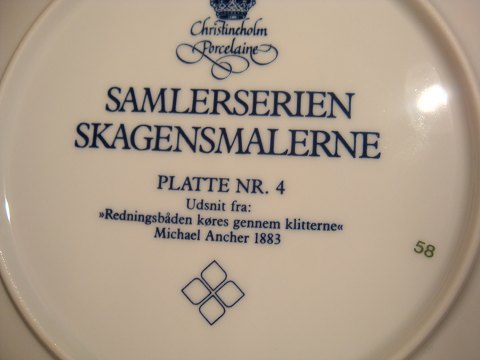 Christineholm
Porcelaine
SAMLERSERIEN
SKAGENSMALERNE
PLATTE NR. 4
Udsnit fra:
»Redningsbåden køres gennem klitterne«
Michael Ancher 1883
58